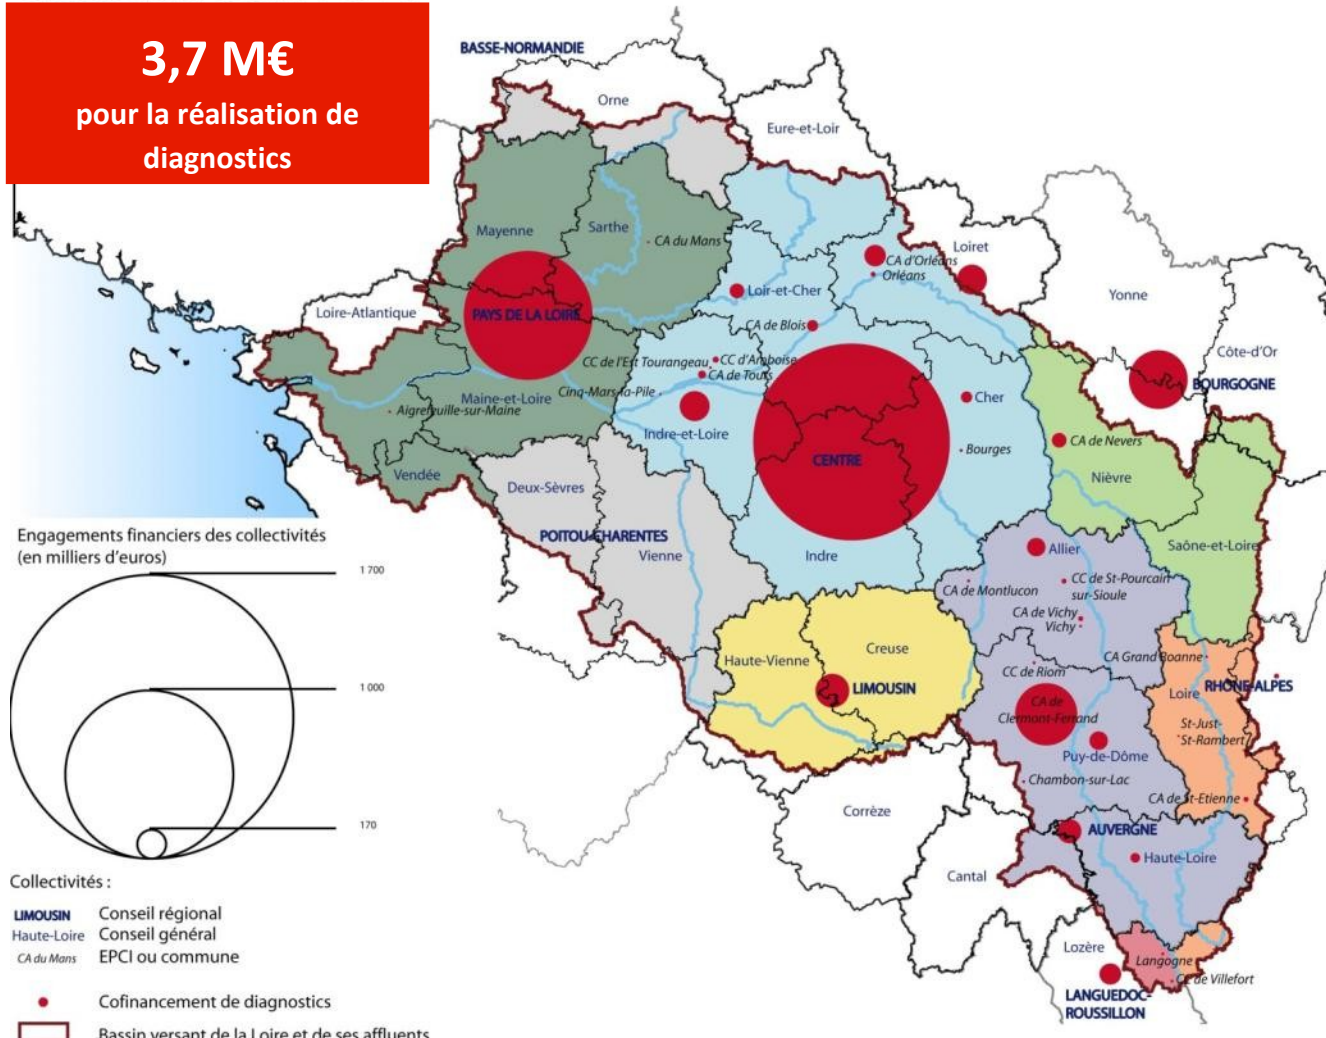 3,7 M€
pour la réalisation de
diagnostics
BASSE-NORMANDIE
Orne
Eure-et-Loir
Mayenne
Sarthe
CA du Mans
Loiret
CA d'Orléans
Orléans
Yonne
Loir-et-Cher
Loire-Atlantique
PAYS DE LA LOIRE
CA de Blois
Côte-d'Or
CC de l'Est Tourangeau
CC d'Amboise
CA de Tours
BOURGOGNE
Maine-et-Loire
Cinq-Mars-la-Pile
Cher
Aigrefeuille-sur-Maine
Indre-et-Loire
CA de Nevers
Bourges
CENTRE
Vendée
Nièvre
Deux-Sèvres
POITOU-CHARENTES
Vienne
Indre
Allier
Saône-et-Loire
Engagements financiers des collectivités
(en milliers d'euros)
1 700
1 000
170
CA de Montlucon
CC de St-Pourcain
sur-Sioule
CA de Vichy
Vichy
Haute-Vienne
Creuse
CA Grand Roanne
CC de Riom
LIMOUSIN
Loire
RHÔNE-ALPES
CA de
Clermont-Ferrand
St-Just-
St-Rambert
Puy-de-Dôme
Chambon-sur-Lac
CA de St-Etienne
Corrèze
AUVERGNE
Haute-Loire
Cantal
Lozère
Langogne
CC de Villefort
LANGUEDOC-
ROUSSILLON
Collectivités :
LIMOUSIN Conseil régional
Haute-Loire Conseil général
CA du Mans EPCI ou commune
Cofinancement de diagnostics
Bassin versant de la Loire et de ses affluents